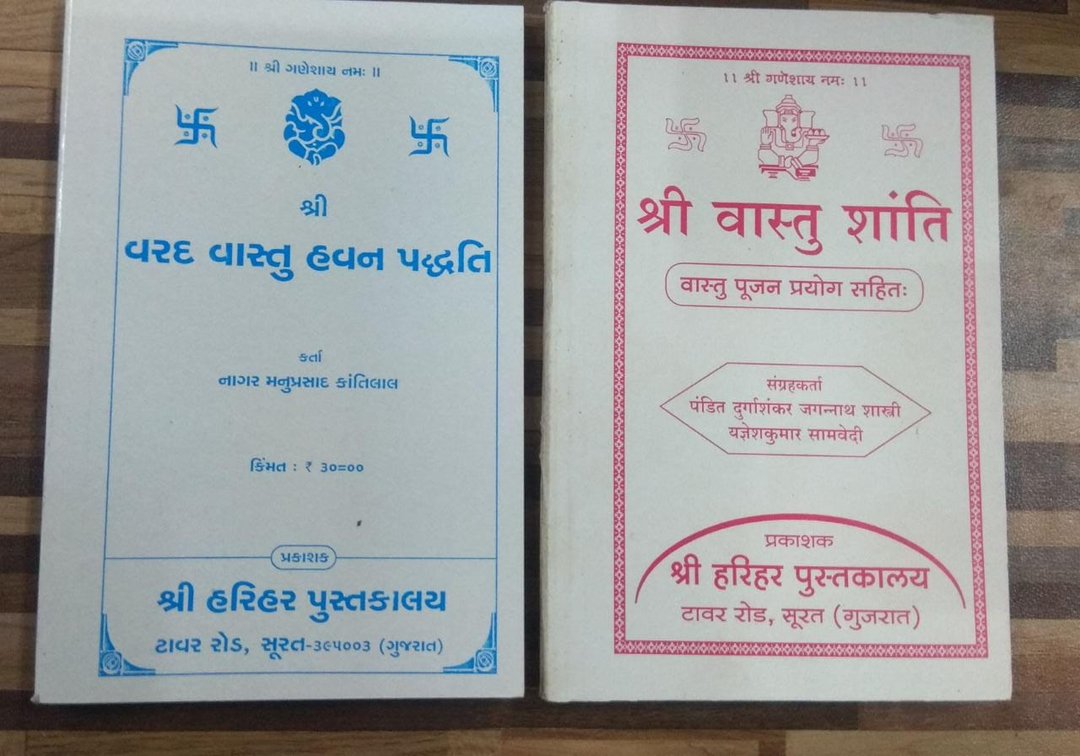 ॥ શ્રી ગણેશાય નમઃ ॥
શ્રી
વરદ વાસ્તુ હવન પદ્ધતિ
કર્તા
નાગર મનુપ્રસાદ કાંતિલાલ
કિંમત : ₹ ૩૦=૦૦
પ્રકાશક
શ્રી હરિહર પુસ્તકાલય
ટાવર રોડ, સૂરત-૩૯૫૦૦૩ (ગુજરાત)
।। श्री गणेशाय नमः ।।
श्री वास्तु शांति
वास्तु पूजन प्रयोग सहितः
संग्रहकर्ता
पंडित दुर्गाशंकर जगन्नाथ शास्त्री
यज्ञेशकुमार सामवेदी
प्रकाशक
श्री हरिहर पुस्तकालय
टावर रोड, सूरत (गुजरात)